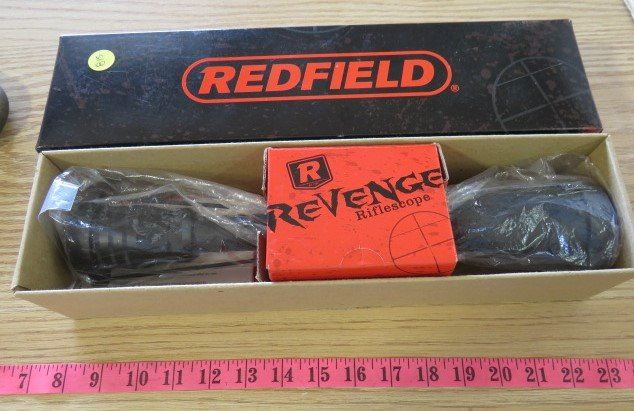 REDFIELD®
R
REVENGE
Riflescope
7 8 9 10 11 12 13 14 15 16 17 18 19 20 21 22 23